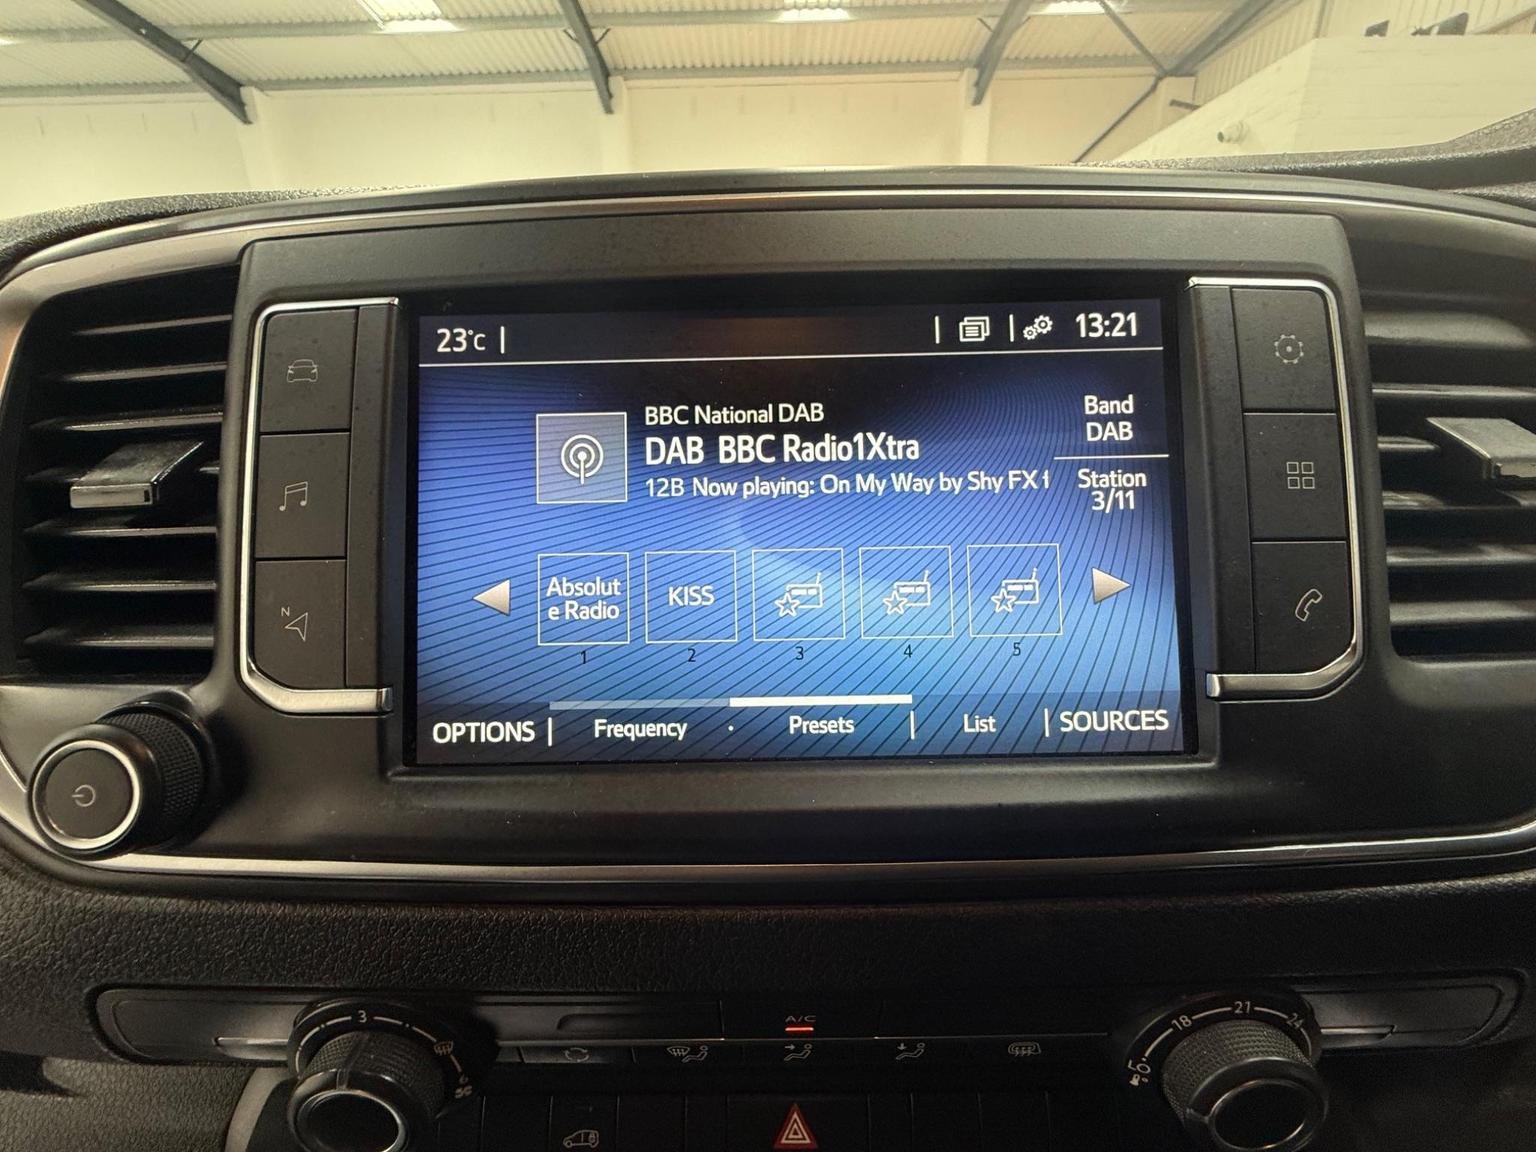 23°C
13:21
BBC National DAB
DAB BBC Radio1Xtra
12B Now playing: On My Way by Shy FX f
Band
DAB
Station
3/11
Absolut
e Radio
KISS
1
2
3
4
5
OPTIONS
Frequency
Presets
List
SOURCES
N
3
A/C
18
21
24